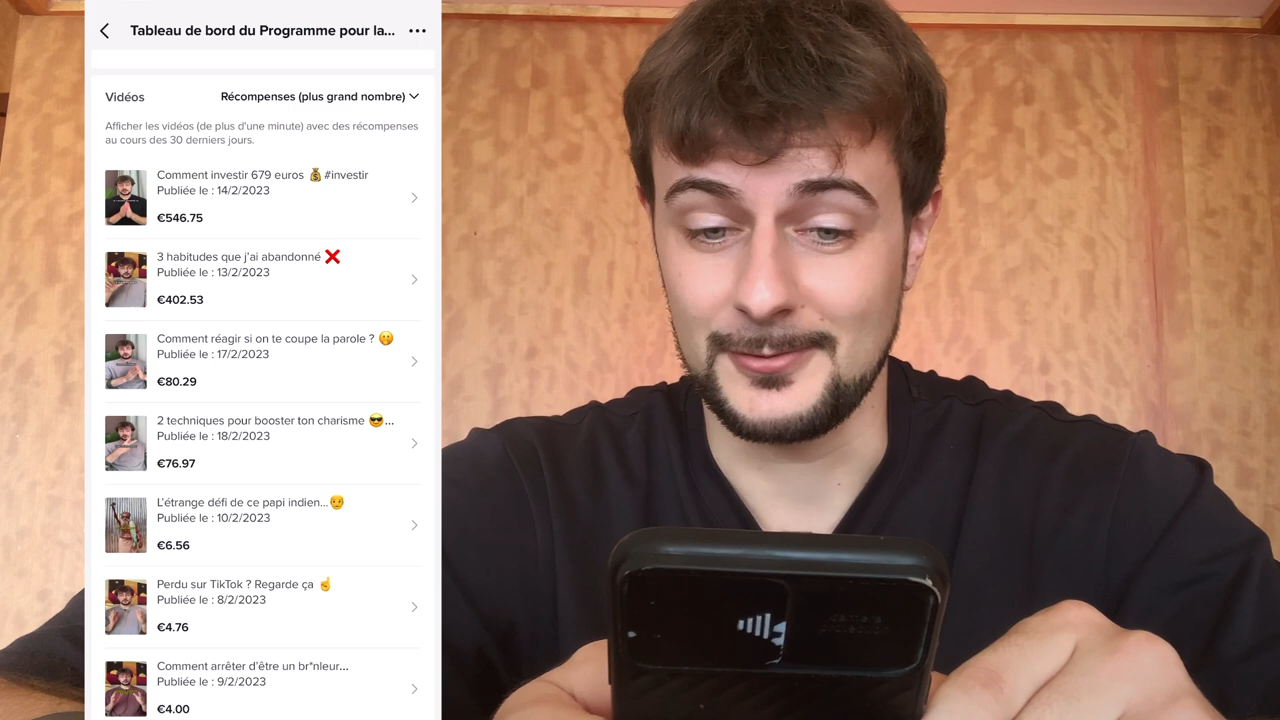 Tableau de bord du Programme pour la...
Vidéos
Récompenses (plus grand nombre)
Afficher les vidéos (de plus d'une minute) avec des récompenses
au cours des 30 derniers jours.
Comment investir 679 euros 💰 #investir
Publiée le : 14/2/2023
€546.75
3 habitudes que j'ai abandonné ❌
Publiée le : 13/2/2023
€402.53
Comment réagir si on te coupe la parole ? 🤫
Publiée le : 17/2/2023
€80.29
2 techniques pour booster ton charisme 😎...
Publiée le : 18/2/2023
€76.97
L'étrange défi de ce papi indien...👴
Publiée le : 10/2/2023
€6.56
Perdu sur TikTok ? Regarde ça ☝️
Publiée le : 8/2/2023
€4.76
Comment arrêter d'être un br*nleur...
Publiée le : 9/2/2023
€4.00